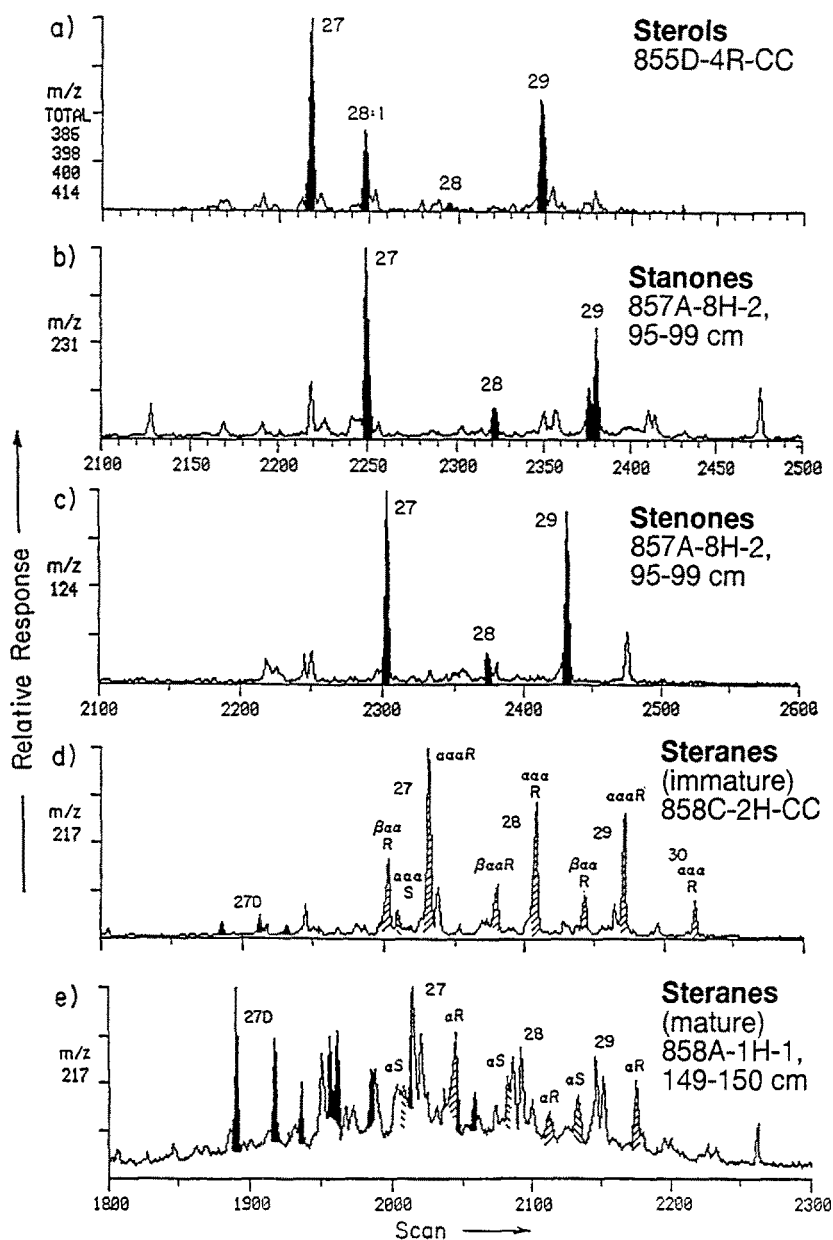 a)
Sterols
855D-4R-CC
m/z
TOTAL
386
398
400
414
27
28:1
28
29
b)
Stanones
857A-8H-2,
95-99 cm
m/z
231
27
28
29
2100 2150 2200 2250 2300 2350 2400 2450 2500
c)
Stenones
857A-8H-2,
95-99 cm
m/z
124
27
28
29
2100 2200 2300 2400 2500 2600
Relative Response
d)
Steranes
(immature)
858C-2H-CC
m/z
217
27D
βαα
R
ααα
S
27
αααR
βααR
28
ααα
R
βαα
R
29
αααR
30
ααα
R
e)
Steranes
(mature)
858A-1H-1,
149-150 cm
m/z
217
27D
αS
27
αR
αS
28
αR
αS
29
αR
1800 1900 2000 2100 2200 2300
Scan